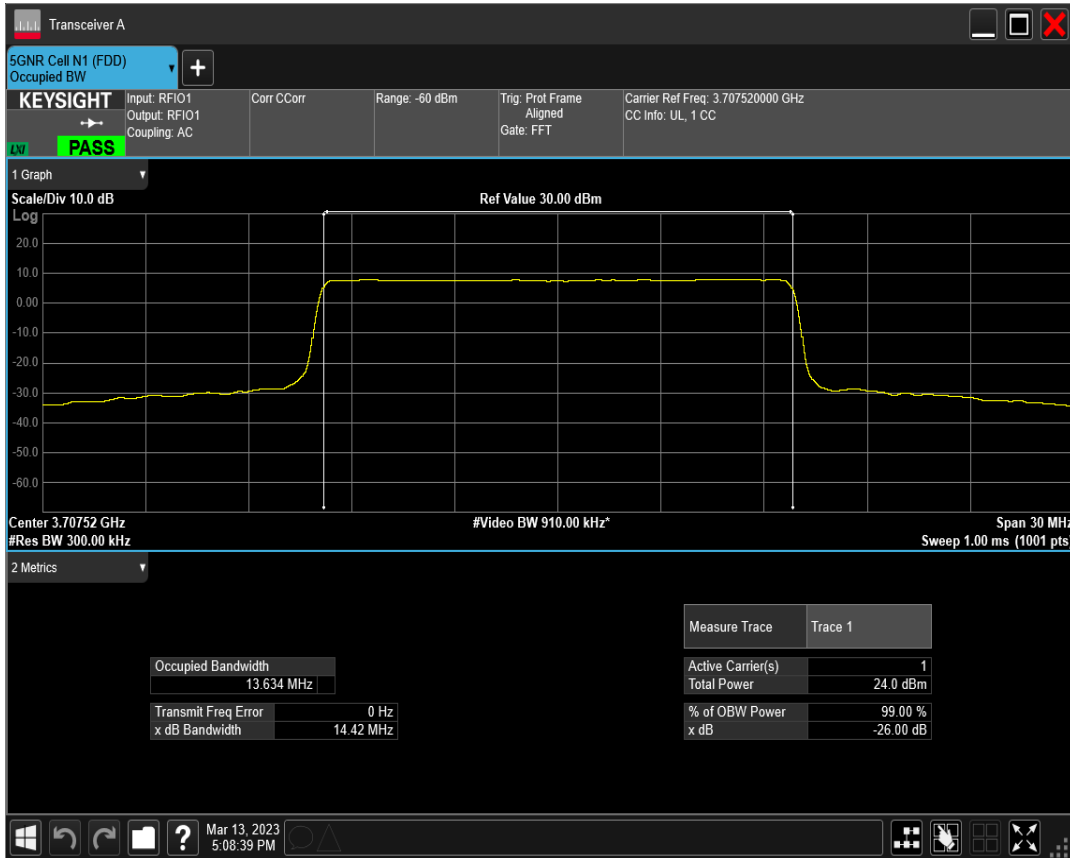 Transceiver A
5GNR Cell N1 (FDD)
Occupied BW
+
KEYSIGHT
LXI
PASS
Input: RFIO1
Output: RFIO1
Coupling: AC
Corr CCorr
Range: -60 dBm
Trig: Prot Frame
Aligned
Gate: FFT
Carrier Ref Freq: 3.707520000 GHz
CC Info: UL, 1 CC
1 Graph
Scale/Div 10.0 dB
Ref Value 30.00 dBm
Log
20.0
10.0
0.00
-10.0
-20.0
-30.0
-40.0
-50.0
-60.0
Center 3.70752 GHz
#Video BW 910.00 kHz*
Span 30 MHz
#Res BW 300.00 kHz
Sweep 1.00 ms (1001 pts)
2 Metrics
Measure Trace Trace 1
Occupied Bandwidth
13.634 MHz
Active Carrier(s) 1
Total Power 24.0 dBm
Transmit Freq Error 0 Hz
x dB Bandwidth 14.42 MHz
% of OBW Power 99.00 %
x dB -26.00 dB
?
Mar 13, 2023
5:08:39 PM